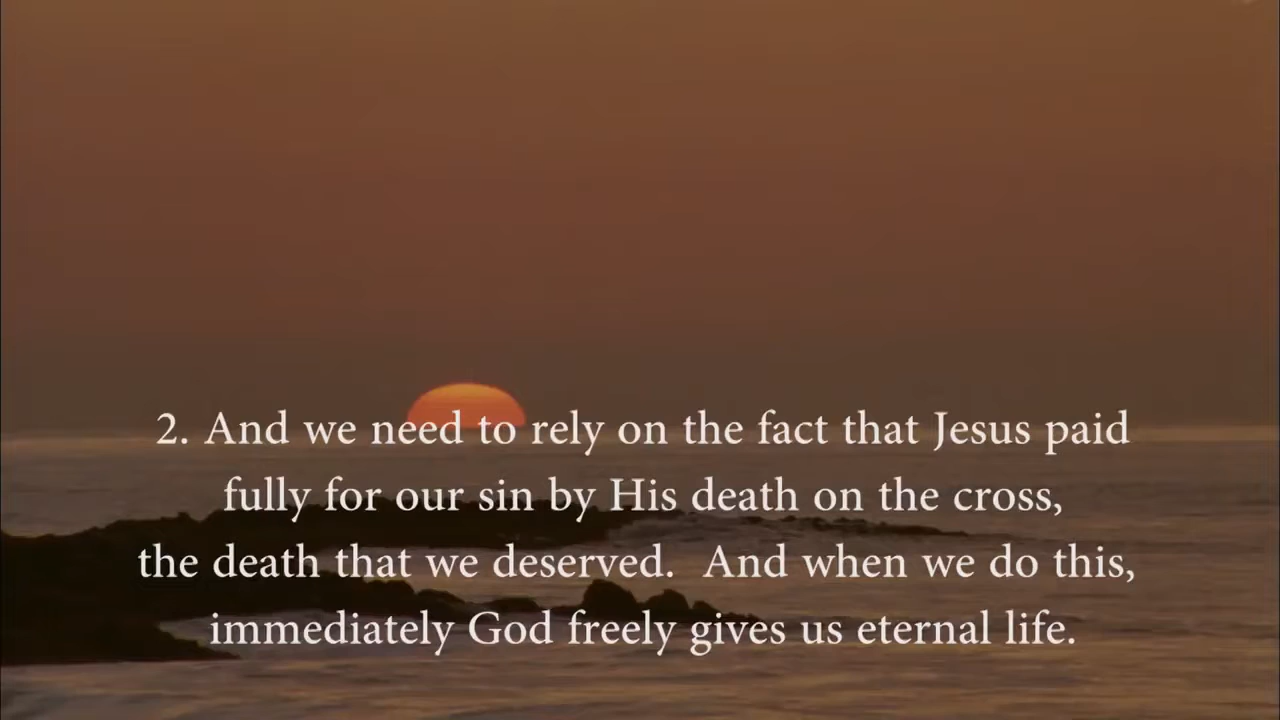 2. And we need to rely on the fact that Jesus paid
fully for our sin by His death on the cross,
the death that we deserved.  And when we do this,
immediately God freely gives us eternal life.